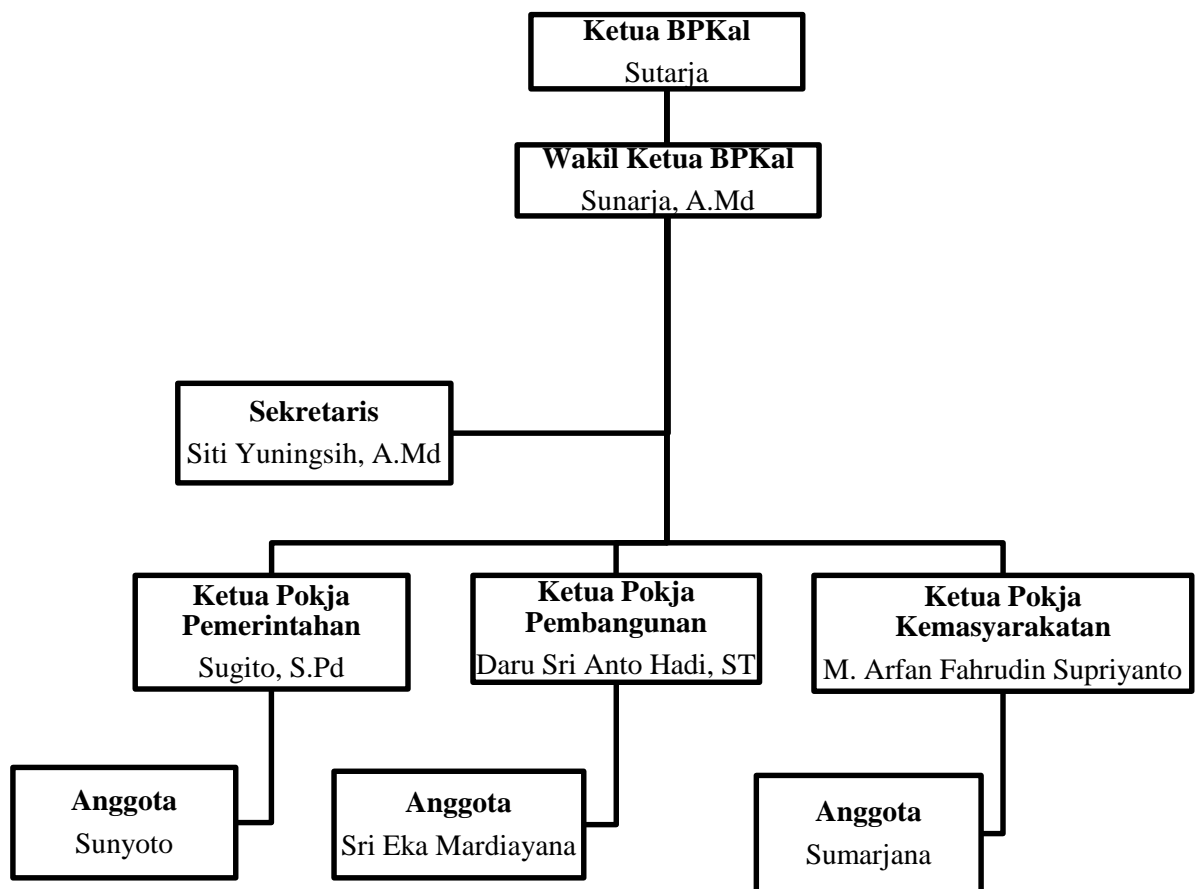 Ketua BPKal
Sutarja
Wakil Ketua BPKal
Sunarja, A.Md
Sekretaris
Siti Yuningsih, A.Md
Ketua Pokja
Pemerintahan
Sugito, S.Pd
Ketua Pokja
Pembangunan
Daru Sri Anto Hadi, ST
Ketua Pokja
Kemasyarakatan
M. Arfan Fahrudin Supriyanto
Anggota
Sunyoto
Anggota
Sri Eka Mardiayana
Anggota
Sumarjana